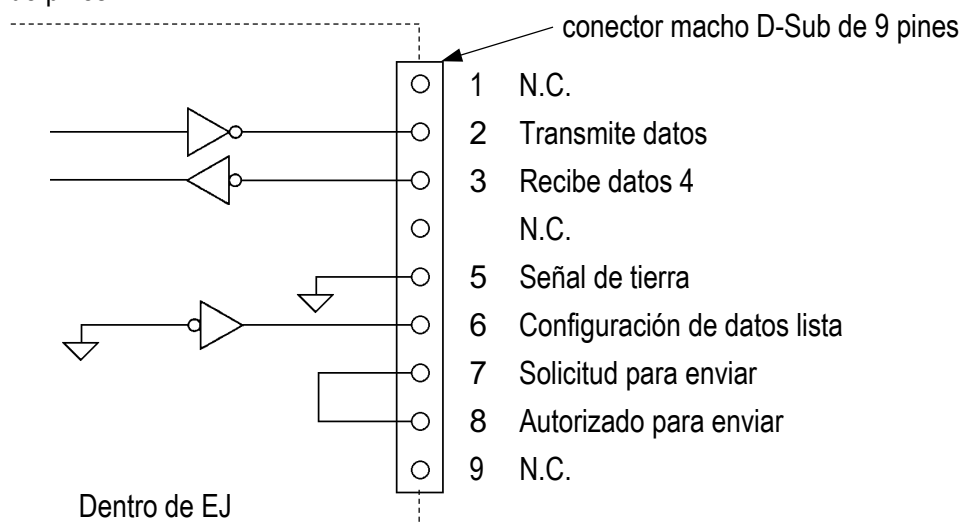 conector macho D-Sub de 9 pines
1 N.C.
2 Transmite datos
3 Recibe datos 4
N.C.
5 Señal de tierra
6 Configuración de datos lista
7 Solicitud para enviar
8 Autorizado para enviar
9 N.C.
Dentro de EJ